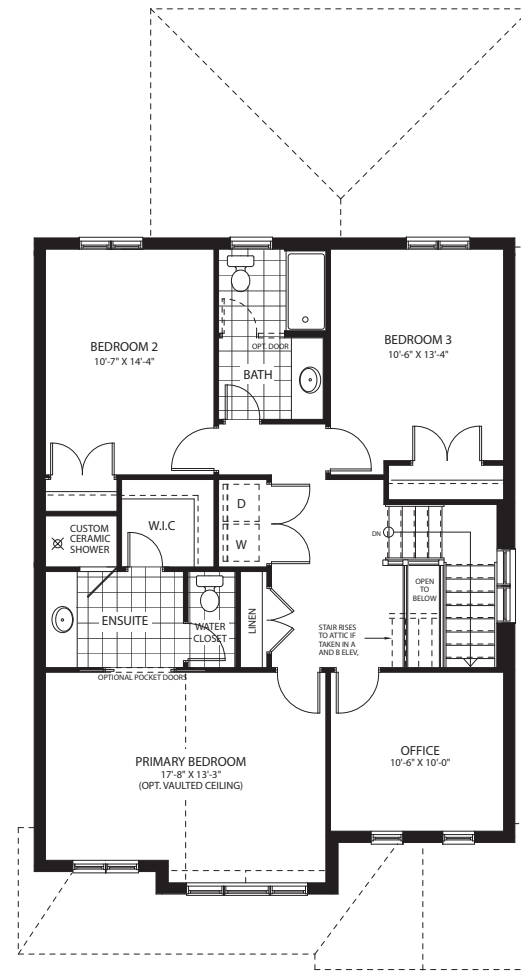 BEDROOM 2
10'-7" X 14'-4"
OPT. DOOR
BATH
BEDROOM 3
10'-6" X 13'-4"
D
W
W.I.C
CUSTOM
CERAMIC
SHOWER
DN
OPEN
TO
BELOW
ENSUITE
WATER
CLOSET
LINEN
STAIR RISES
TO ATTIC IF
TAKEN IN A
AND B ELEV,
OPTIONAL POCKET DOORS
PRIMARY BEDROOM
17'-8" X 13'-3"
(OPT. VAULTED CEILING)
OFFICE
10'-6" X 10'-0"